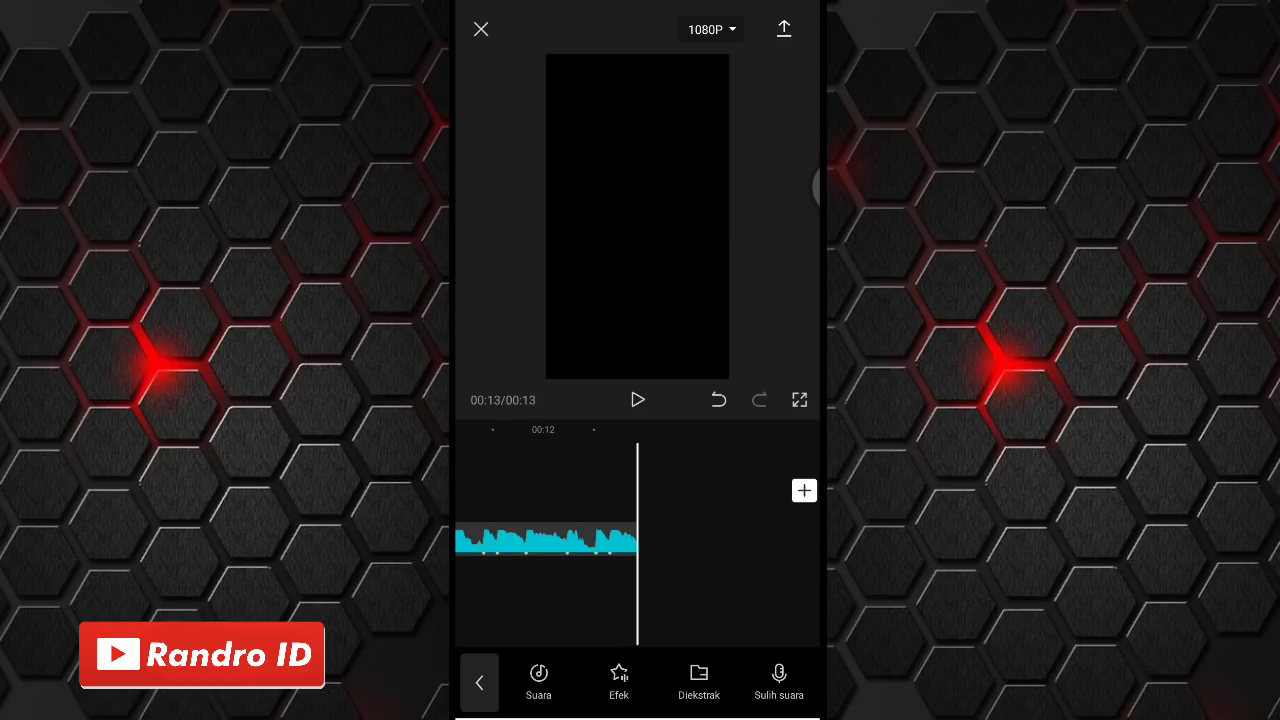 1080P
00:13/00:13
00:12
Suara
Efek
Diekstrak
Sulih suara
Randro ID